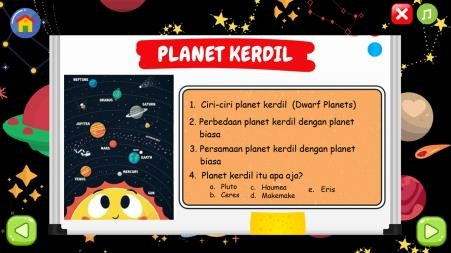 PLANET KERDIL
NEPTUNE
URANUS
SATURN
JUPITER
MARS
EARTH
MERCURY
VENUS
SUN
1. Ciri-ciri planet kerdil (Dwarf Planets)
2. Perbedaan planet kerdil dengan planet
biasa
3. Persamaan planet kerdil dengan planet
biasa
4. Planet kerdil itu apa aja?
a. Pluto c. Haumea e. Eris
b. Ceres d. Makemake